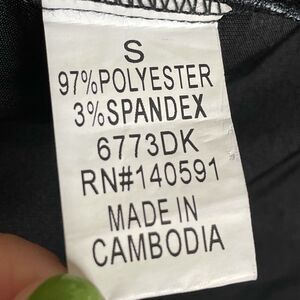 S
97%POLYESTER
3%SPANDEX
6773DK
RN#140591
MADE IN
CAMBODIA